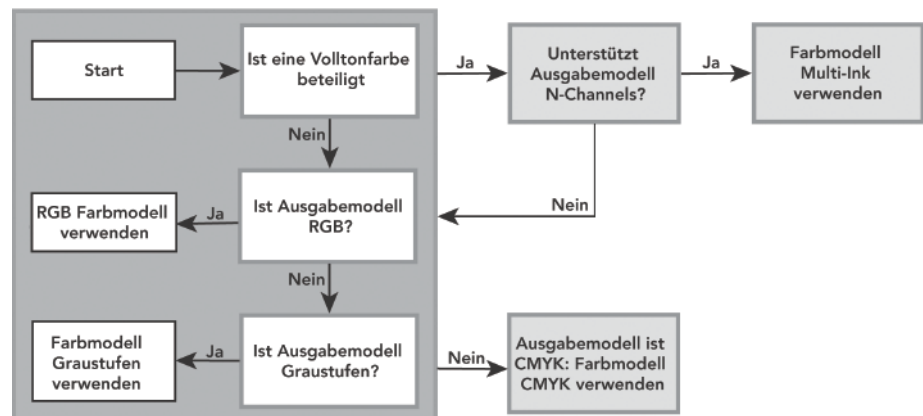 Start
Ist eine Volltonfarbe
beteiligt
Ja
Unterstützt
Ausgabemodell
N-Channels?
Ja
Farbmodell
Multi-Ink
verwenden
Nein
Nein
RGB Farbmodell
verwenden
Ja
Ist Ausgabemodell
RGB?
Nein
Farbmodell
Graustufen
verwenden
Ja
Ist Ausgabemodell
Graustufen?
Nein
Ausgabemodell ist
CMYK: Farbmodell
CMYK verwenden